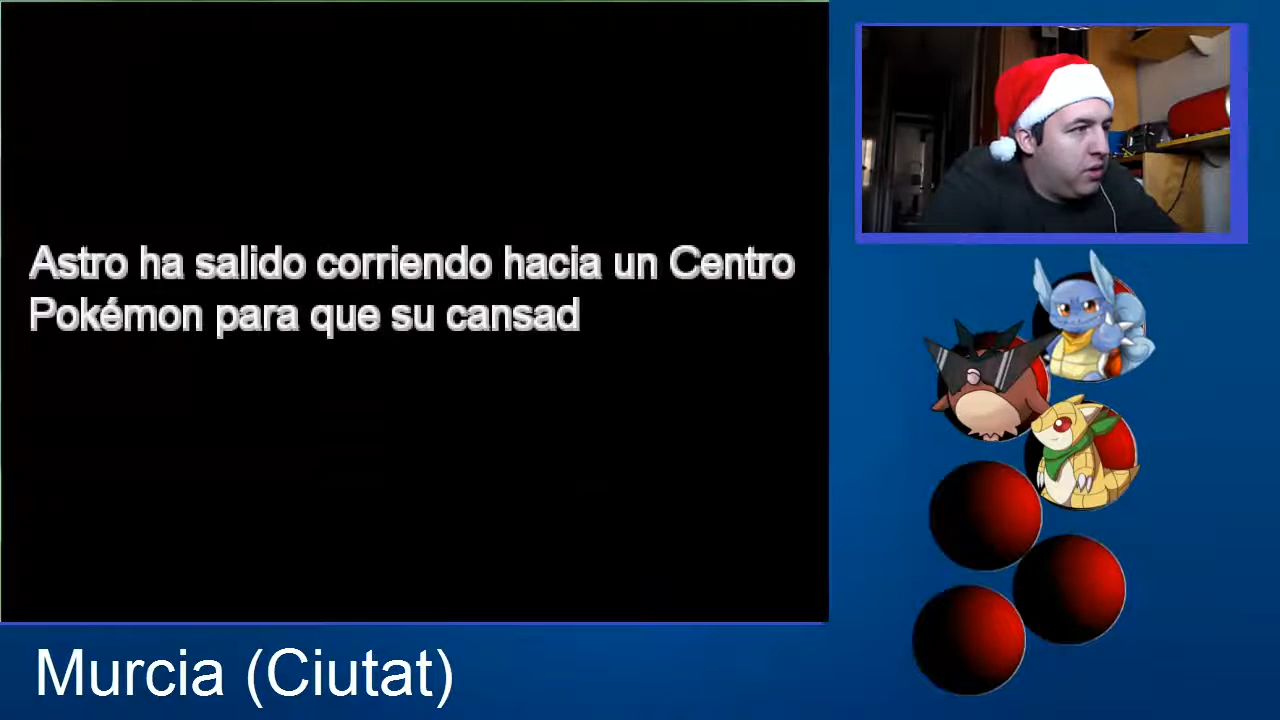 Astro ha salido corriendo hacia un Centro
Pokémon para que su cansad
Murcia (Ciutat)